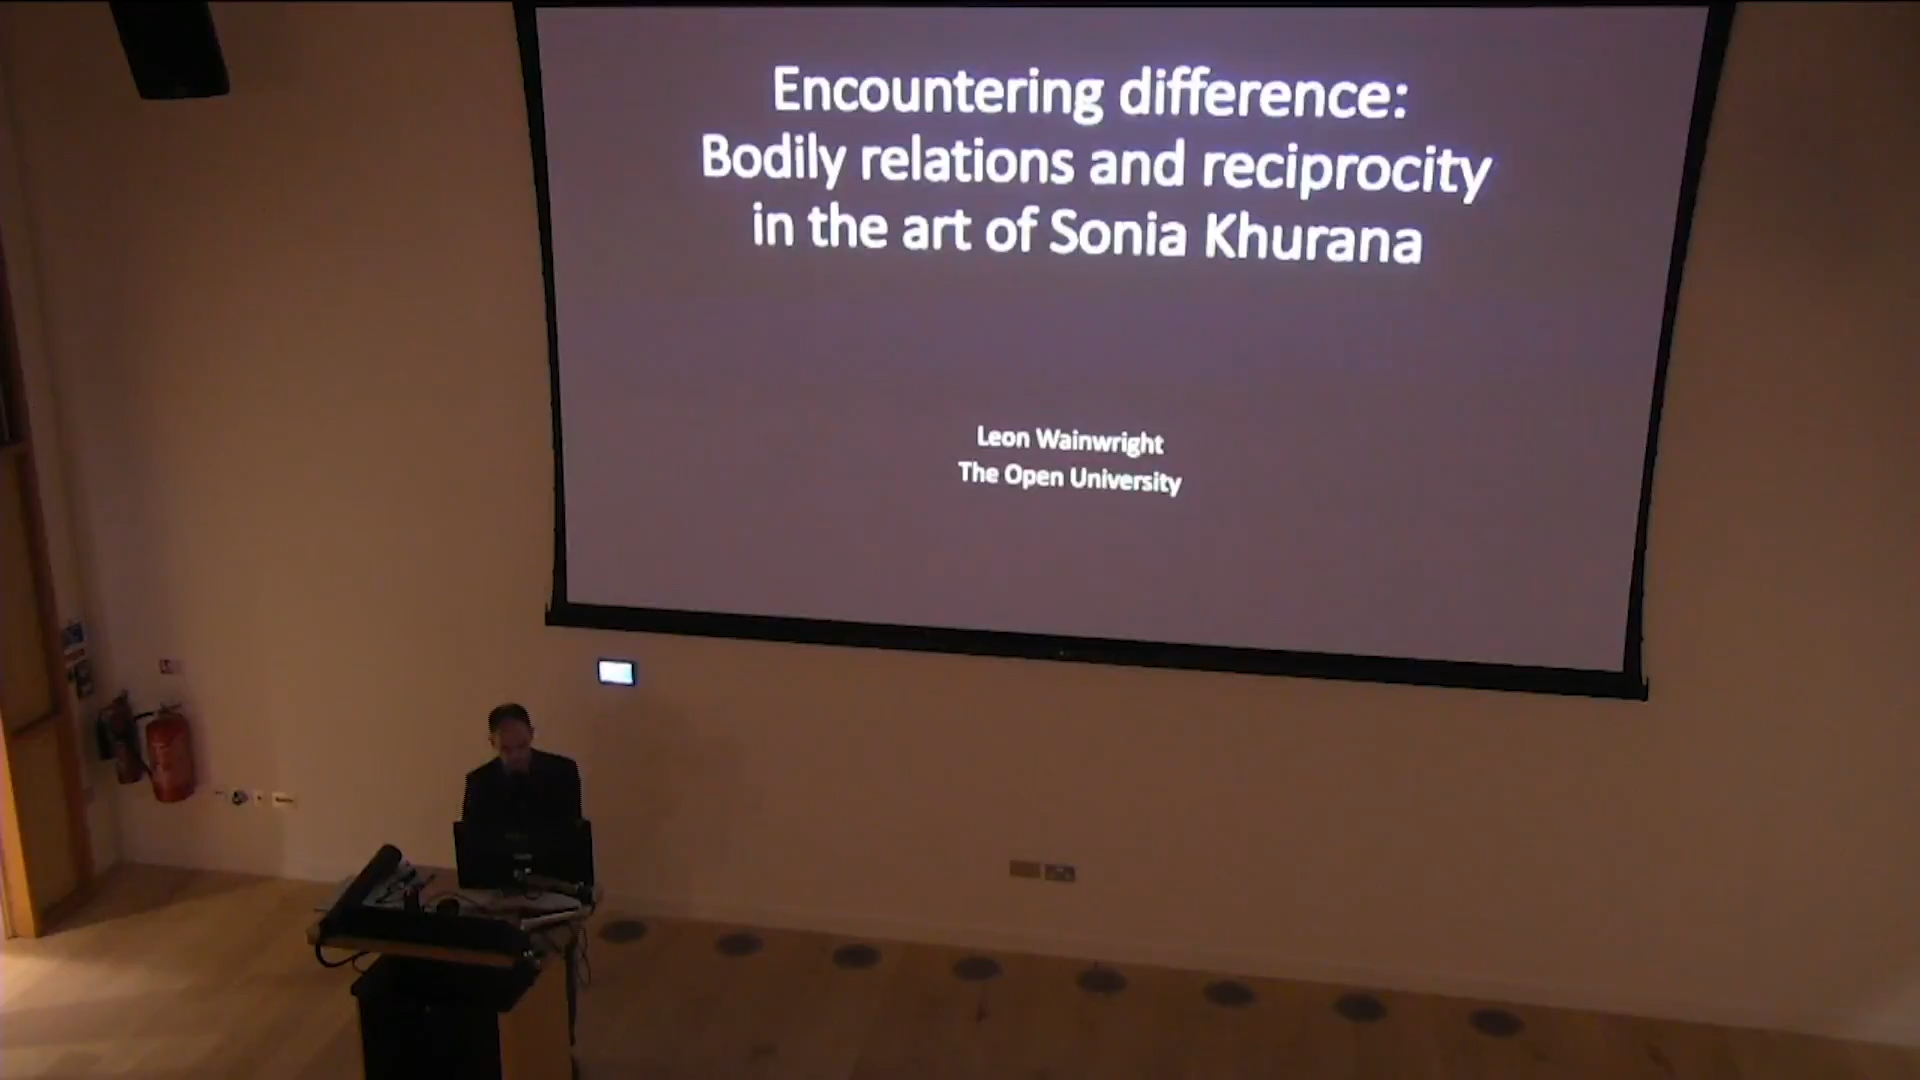 Encountering difference:
Bodily relations and reciprocity
in the art of Sonia Khurana
Leon Wainwright
The Open University